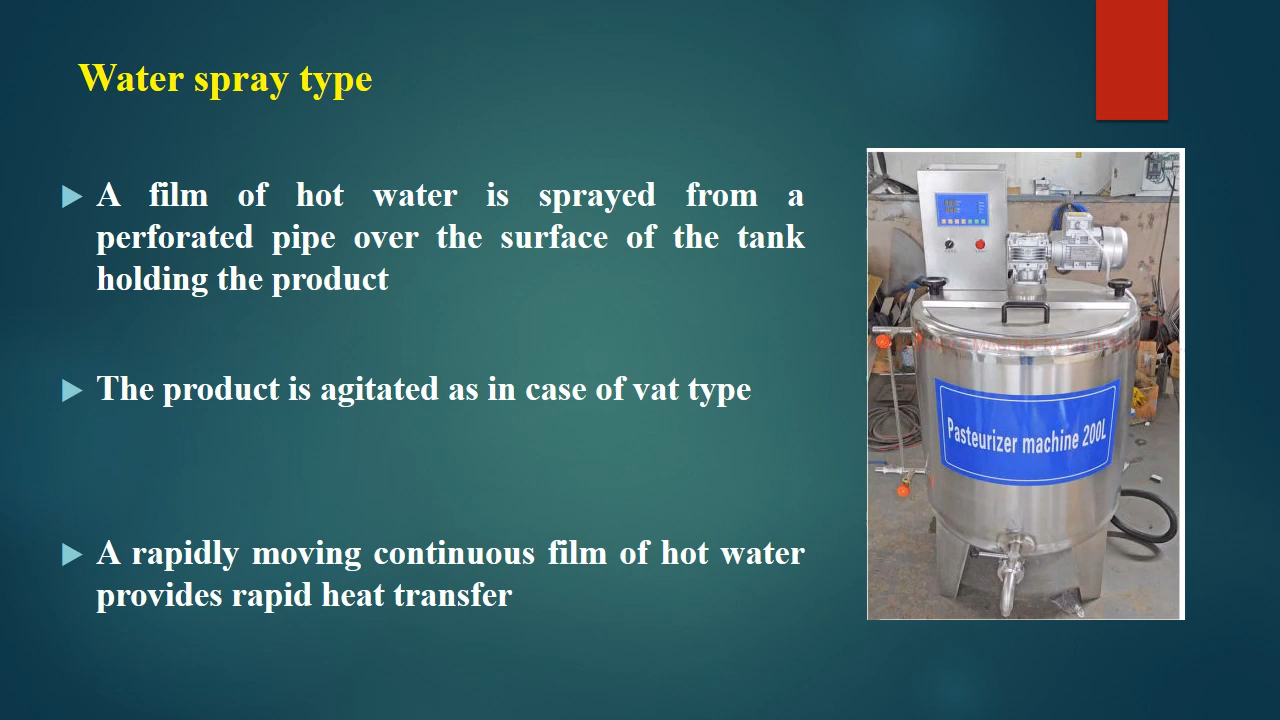 Water spray type
A film of hot water is sprayed from a
perforated pipe over the surface of the tank
holding the product
The product is agitated as in case of vat type
A rapidly moving continuous film of hot water
provides rapid heat transfer
Pasteurizer machine 200L